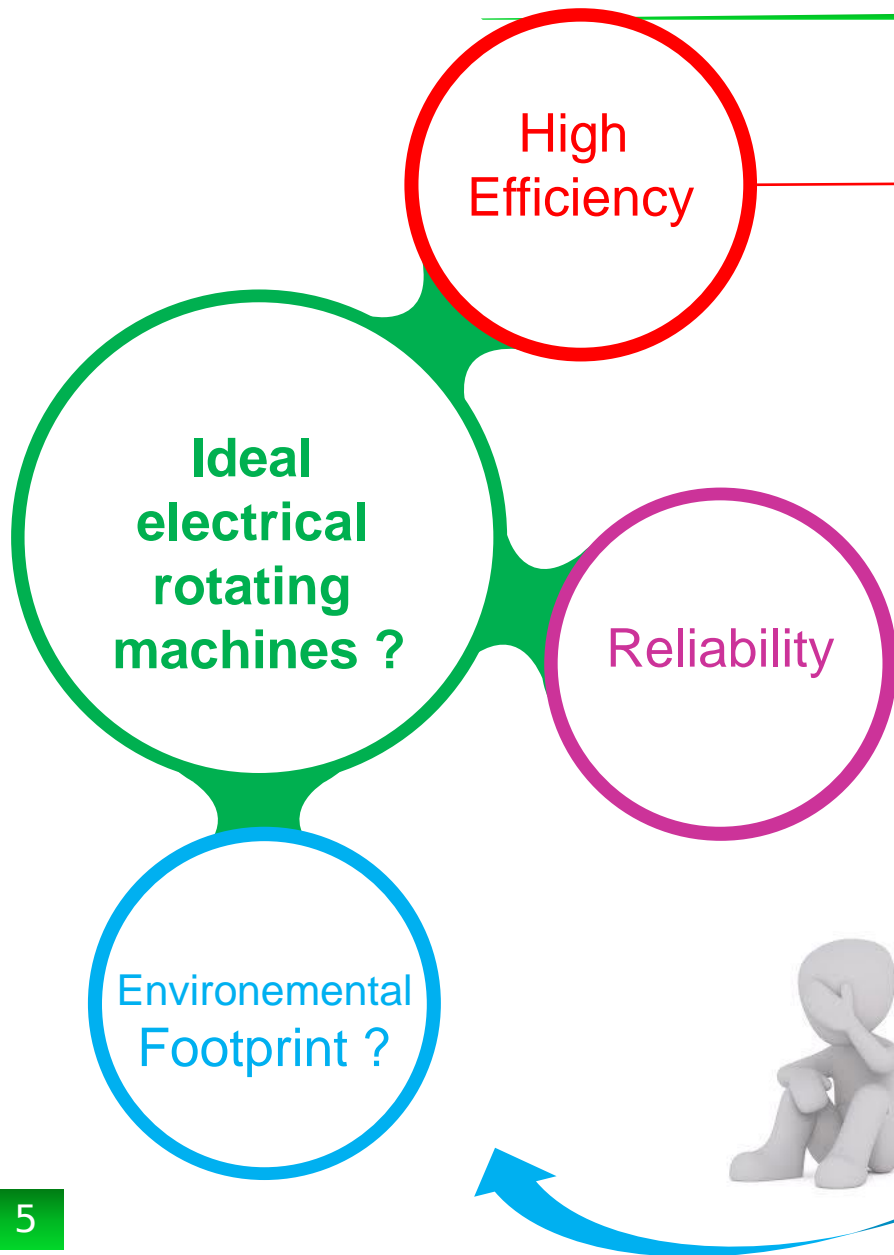 High
Efficiency
Ideal
electrical
rotating
machines ?
Reliability
Environemental
Footprint ?
5